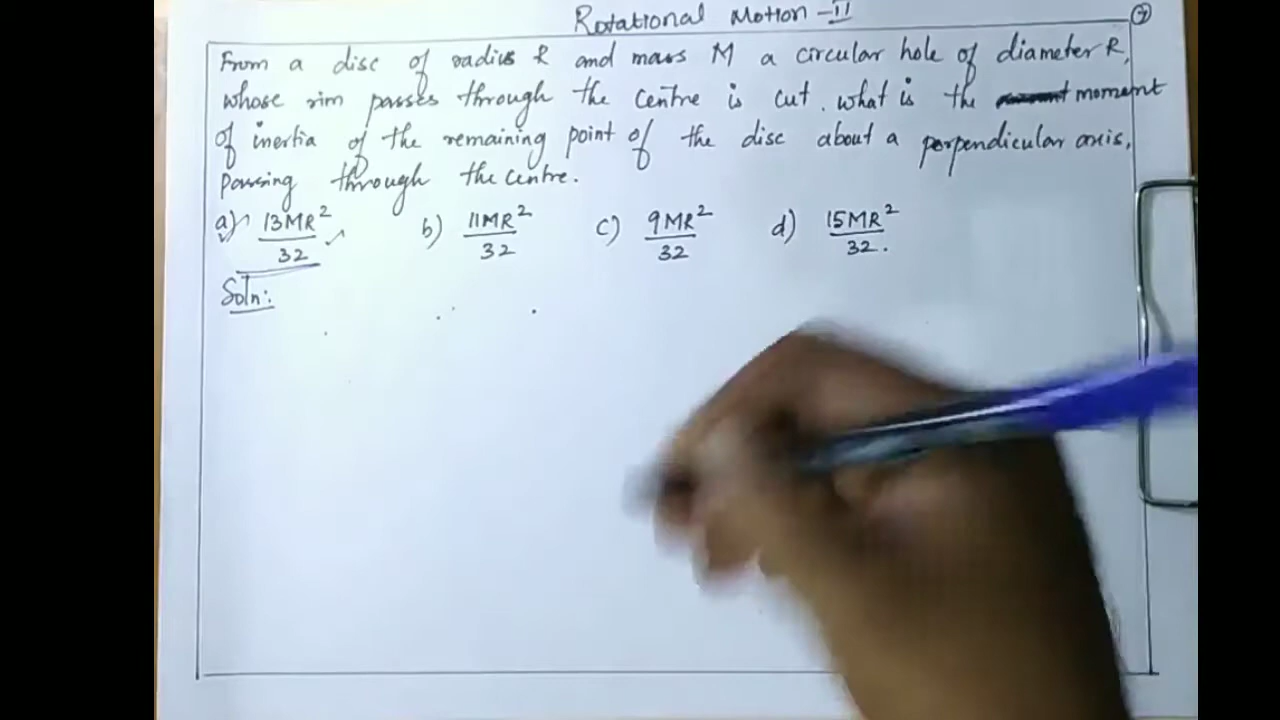 Rotational Motion - II
7
From a disc of radius R and mass M a circular hole of diameter R,
whose rim passes through the centre is cut. what is the moment
of inertia of the remaining point of the disc about a perpendicular axis,
passing through the centre.
a) 13MR²/32 b) 11MR²/32 c) 9MR²/32 d) 15MR²/32.
Soln: